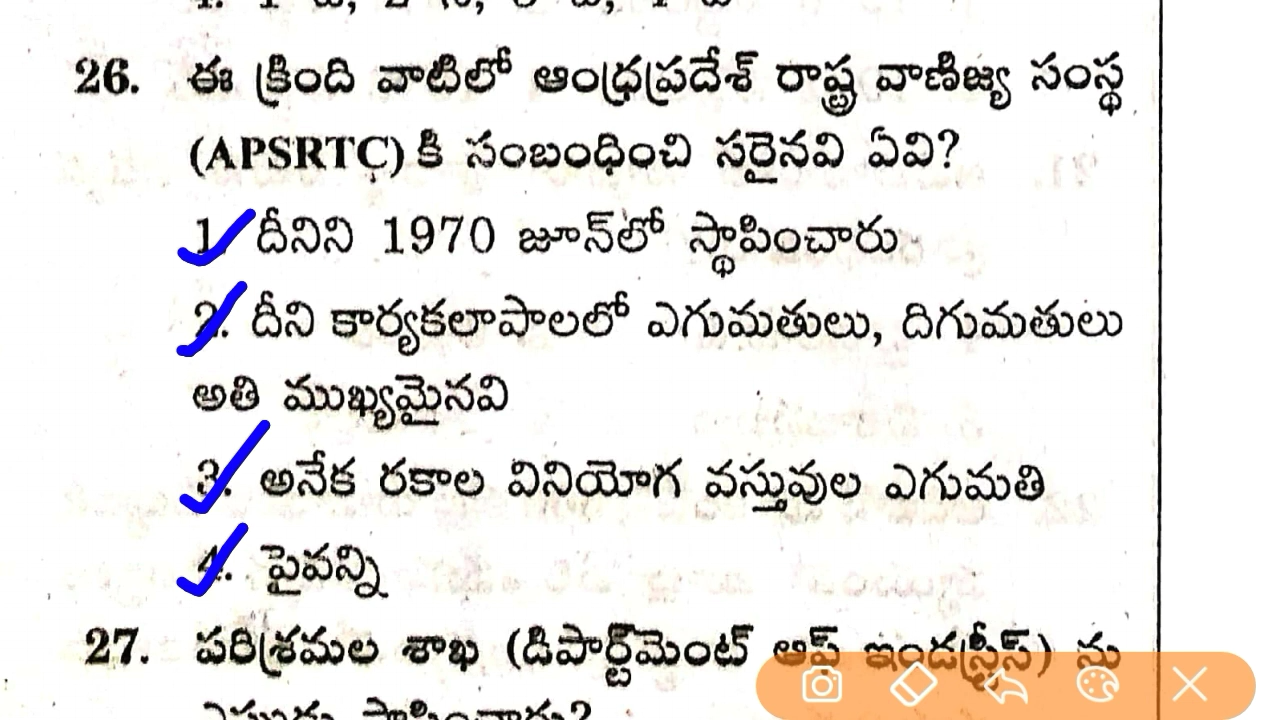 26. ఈ క్రింది వాటిలో ఆంధ్రప్రదేశ్ రాష్ట్ర వాణిజ్య సంస్థ
(APSRTC) కి సంబంధించి సరైనవి ఏవి?
1. దీనిని 1970 జూన్‌లో స్థాపించారు
2. దీని కార్యకలాపాలలో ఎగుమతులు, దిగుమతులు
అతి ముఖ్యమైనవి
3. అనేక రకాల వినియోగ వస్తువుల ఎగుమతి
4. పైవన్ని
27. పరిశ్రమల శాఖ (డిపార్ట్‌మెంట్ ఆఫ్ ఇండస్ట్రీస్) ను